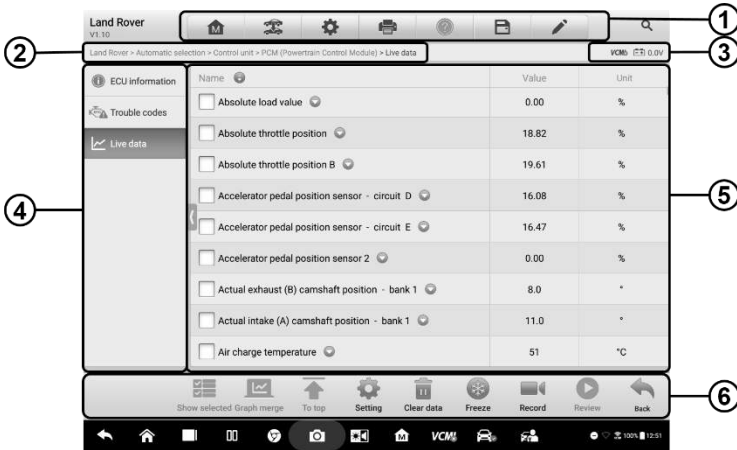 Land Rover
V1.10
M
?
1
2
Land Rover > Automatic selection > Control unit > PCM (Powertrain Control Module) > Live data
VCMI 0.0V
3
ECU information
Trouble codes
Live data
4
Name Value Unit
Absolute load value 0.00 %
Absolute throttle position 18.82 %
Absolute throttle position B 19.61 %
Accelerator pedal position sensor - circuit D 16.08 %
Accelerator pedal position sensor - circuit E 16.47 %
Accelerator pedal position sensor 2 0.00 %
Actual exhaust (B) camshaft position - bank 1 8.0 °
Actual intake (A) camshaft position - bank 1 11.0 °
Air charge temperature 51 °C
5
Show selected Graph merge To top Setting Clear data Freeze Record Review Back
6
M VCMI 100% 12:51